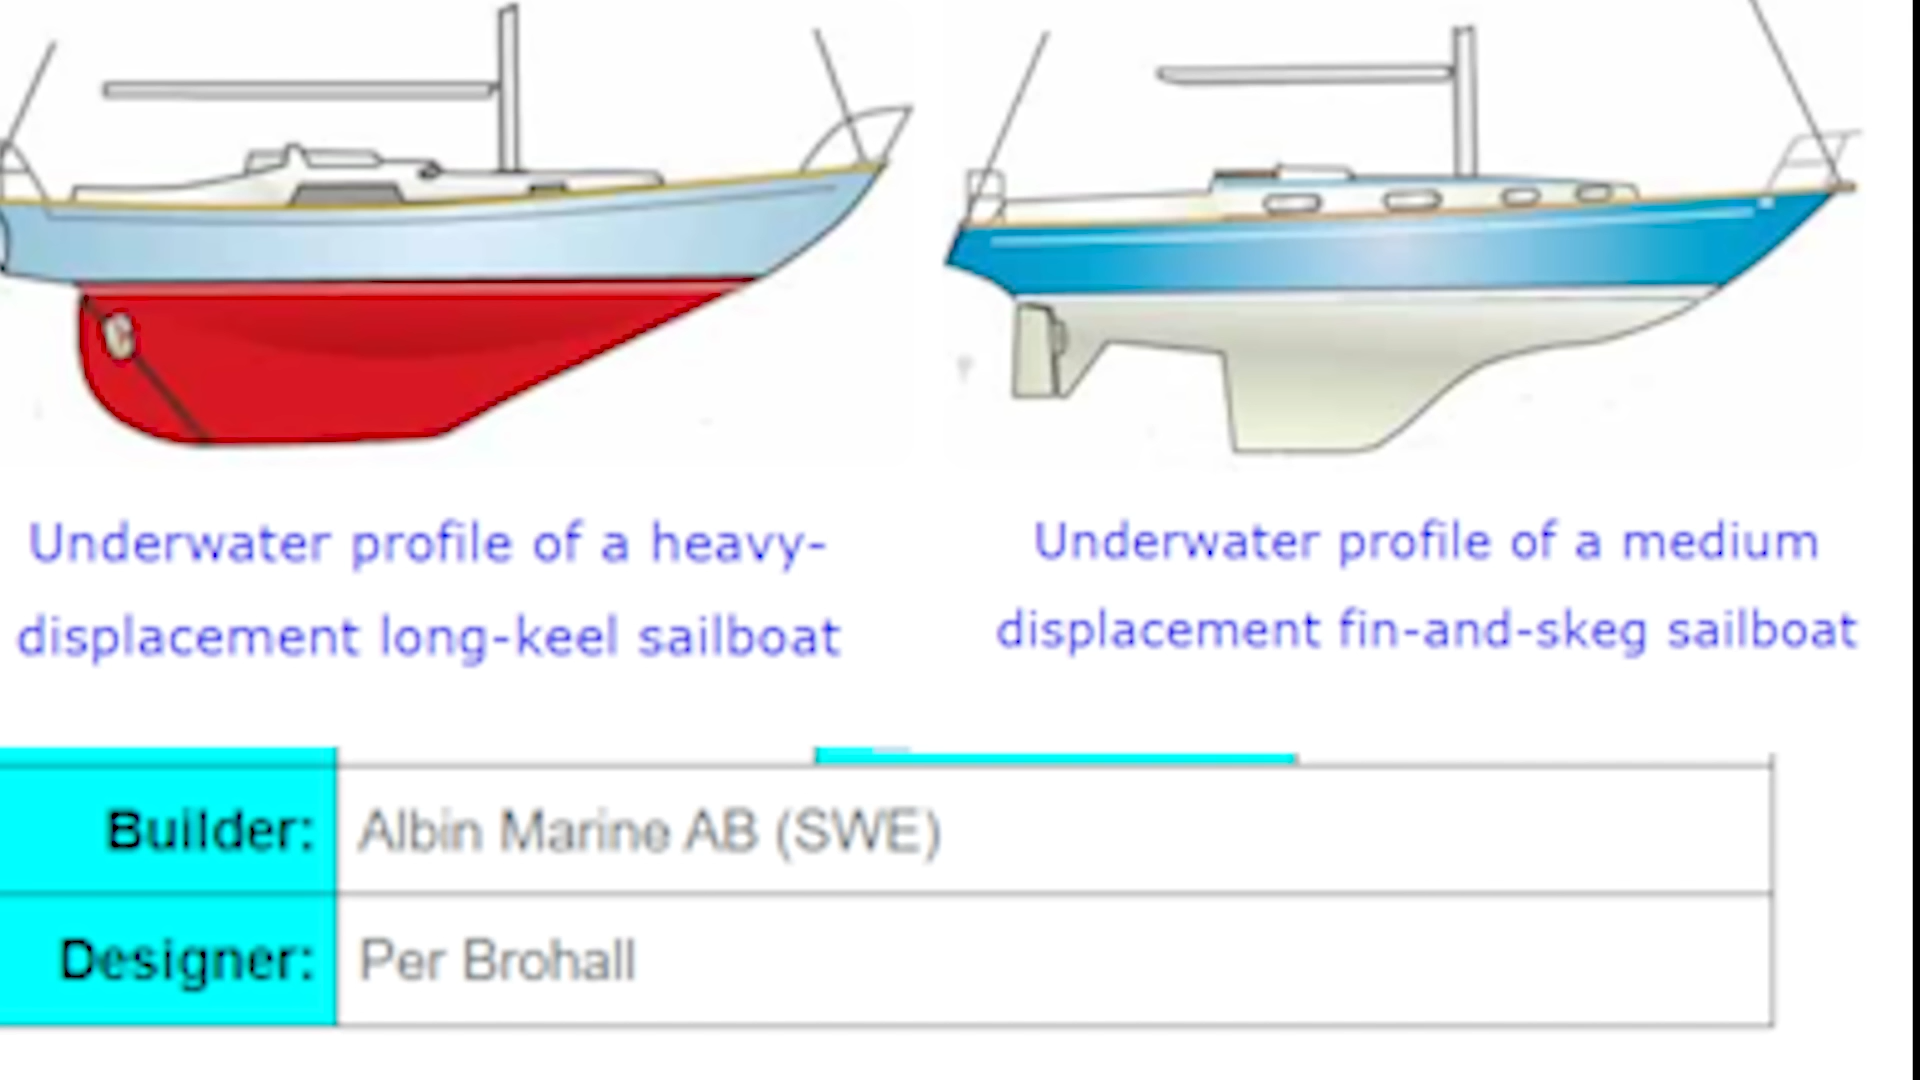 Underwater profile of a heavy-
displacement long-keel sailboat
Underwater profile of a medium
displacement fin-and-skeg sailboat
Builder: Albin Marine AB (SWE)
Designer: Per Brohall